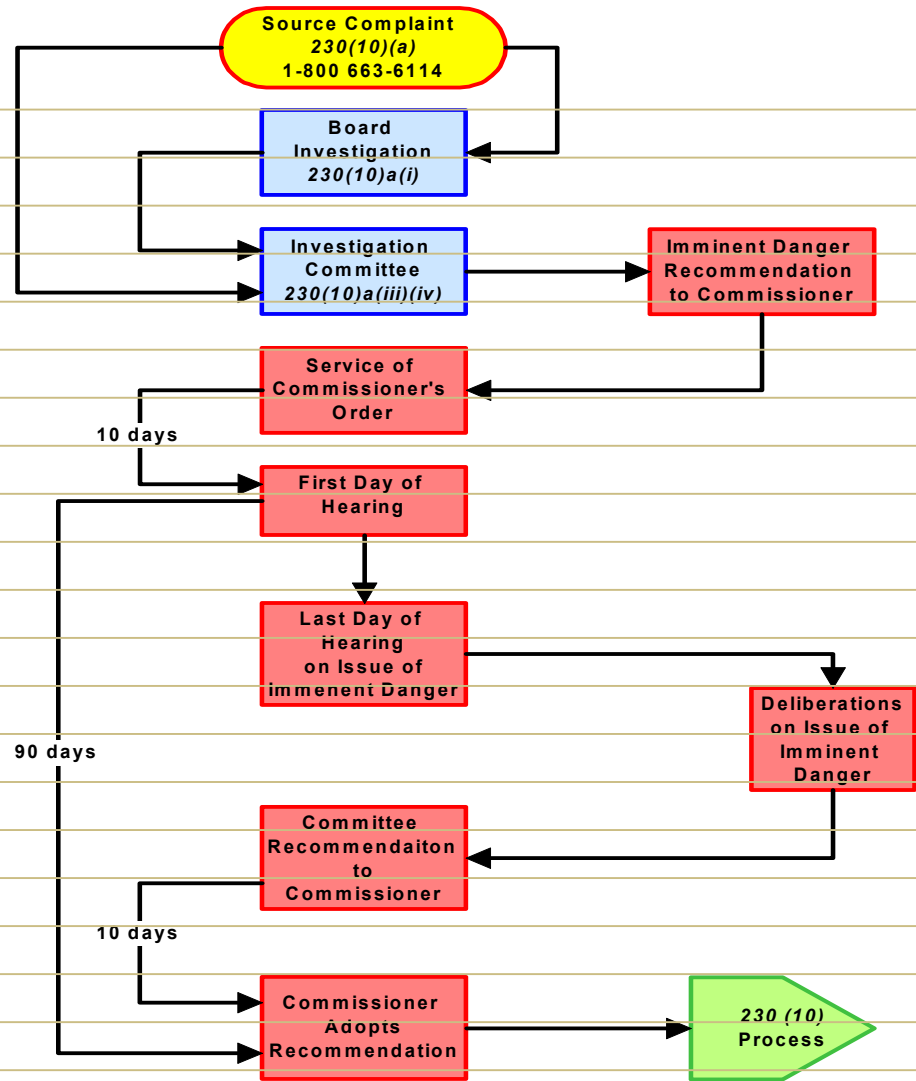 Source Complaint
230(10)(a)
1-800 663-6114
Board
Investigation
230(10)a(i)
Investigation
Committee
230(10)a(iii)(iv)
Imminent Danger
Recommendation
to Commissioner
Service of
Commissioner's
Order
10 days
First Day of
Hearing
Last Day of
Hearing
on Issue of
immenent Danger
90 days
Deliberations
on Issue of
Imminent
Danger
Committee
Recommendaiton
to
Commissioner
10 days
Commissioner
Adopts
Recommendation
230 (10)
Process